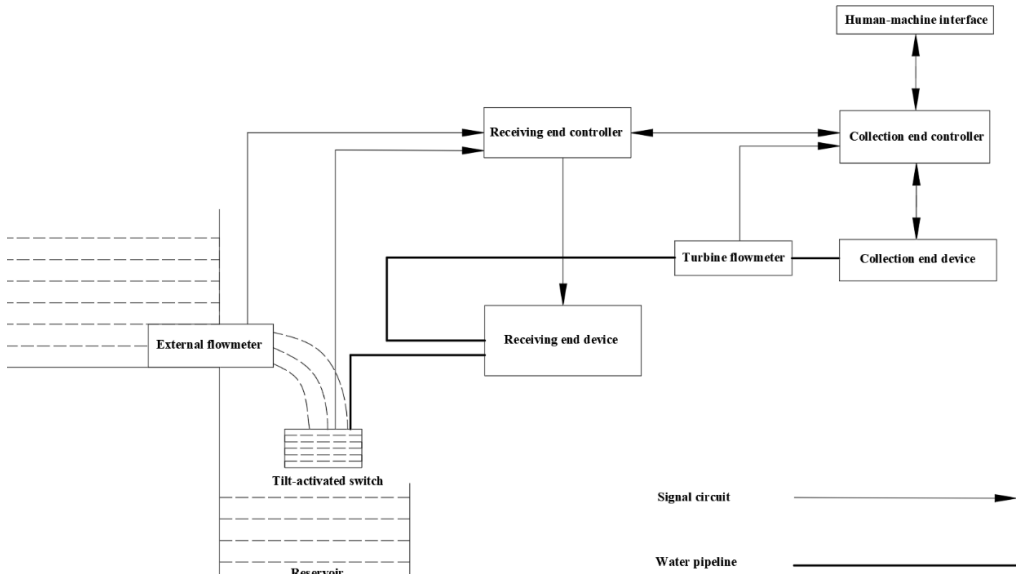 Human-machine interface
Receiving end controller
Collection end controller
Turbine flowmeter
Collection end device
External flowmeter
Receiving end device
Tilt-activated switch
Signal circuit
Water pipeline
Reservoir